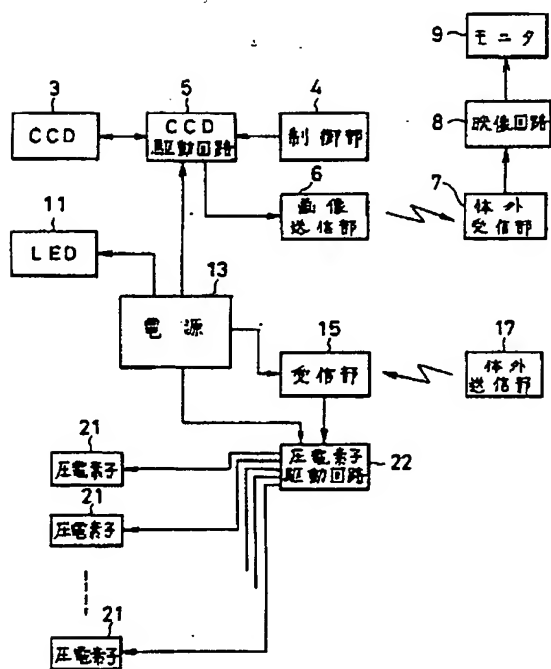 9
モニタ
3
5
4
CCD
CCD
駆動回路
制御部
8
映像回路
6
画像
送信部
7
体外
受信部
11
LED
13
電源
15
受信部
17
体外
送信部
21
圧電素子
圧電素子
駆動回路
22
21
圧電素子
21
圧電素子